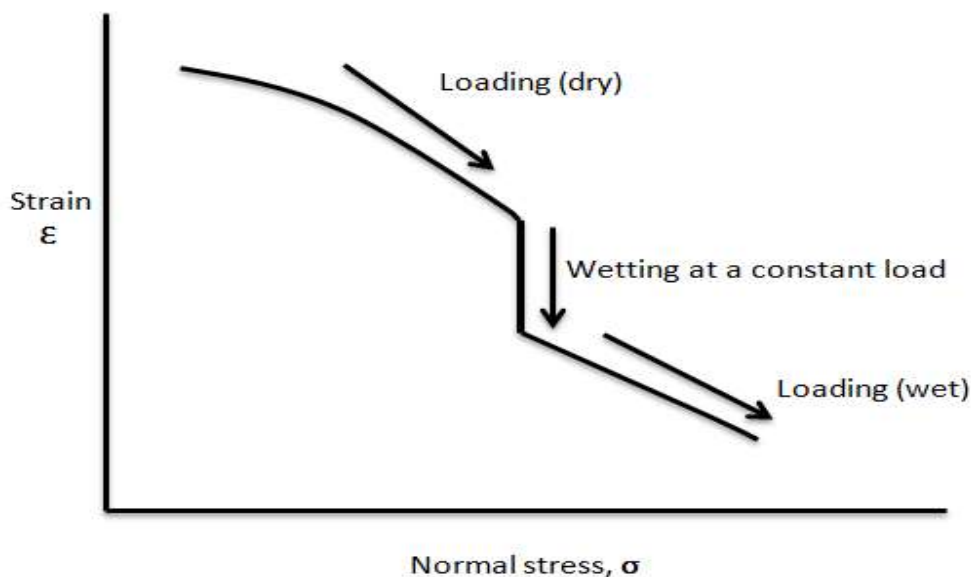 Loading (dry)
Strain
ε
Wetting at a constant load
Loading (wet)
Normal stress, σ